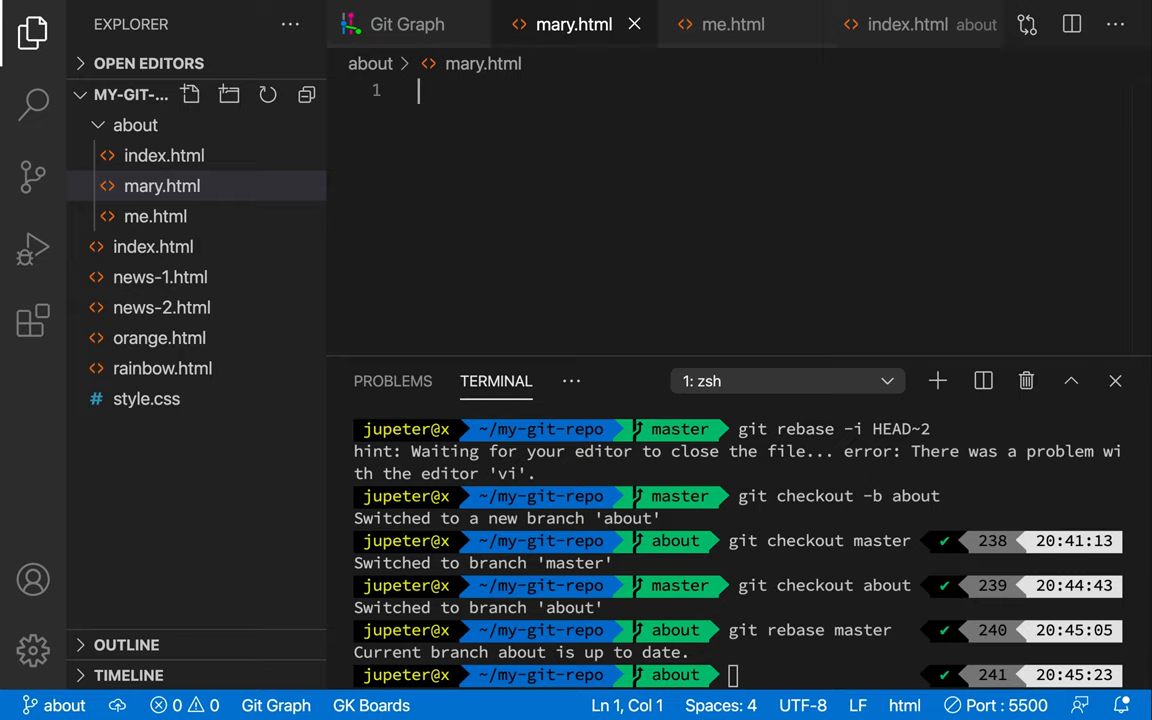 EXPLORER
Git Graph
mary.html
me.html
index.html about
OPEN EDITORS
about > mary.html
MY-GIT-...
1
about
index.html
mary.html
me.html
index.html
news-1.html
news-2.html
orange.html
rainbow.html
# style.css
PROBLEMS
TERMINAL
1: zsh
jupeter@x ~/my-git-repo master git rebase -i HEAD~2
hint: Waiting for your editor to close the file... error: There was a problem wi
th the editor 'vi'.
jupeter@x ~/my-git-repo master git checkout -b about
Switched to a new branch 'about'
jupeter@x ~/my-git-repo about git checkout master ✔ 238 20:41:13
Switched to branch 'master'
jupeter@x ~/my-git-repo master git checkout about ✔ 239 20:44:43
Switched to branch 'about'
jupeter@x ~/my-git-repo about git rebase master ✔ 240 20:45:05
Current branch about is up to date.
jupeter@x ~/my-git-repo about ✔ 241 20:45:23
OUTLINE
TIMELINE
about 0 0 Git Graph GK Boards Ln 1, Col 1 Spaces: 4 UTF-8 LF html Port : 5500